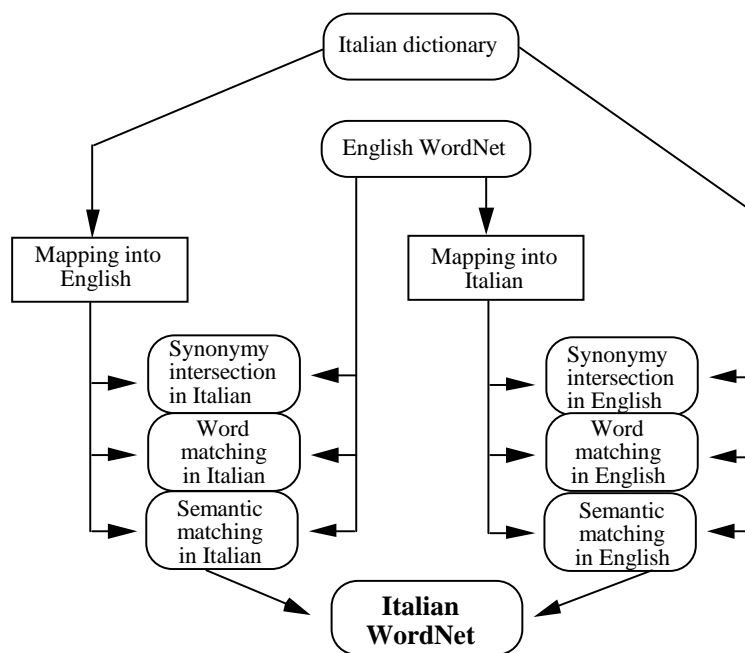 Italian dictionary
English WordNet
Mapping into
English
Mapping into
Italian
Synonymy
intersection
in Italian
Word
matching
in Italian
Semantic
matching
in Italian
Synonymy
intersection
in English
Word
matching
in English
Semantic
matching
in English
Italian
WordNet